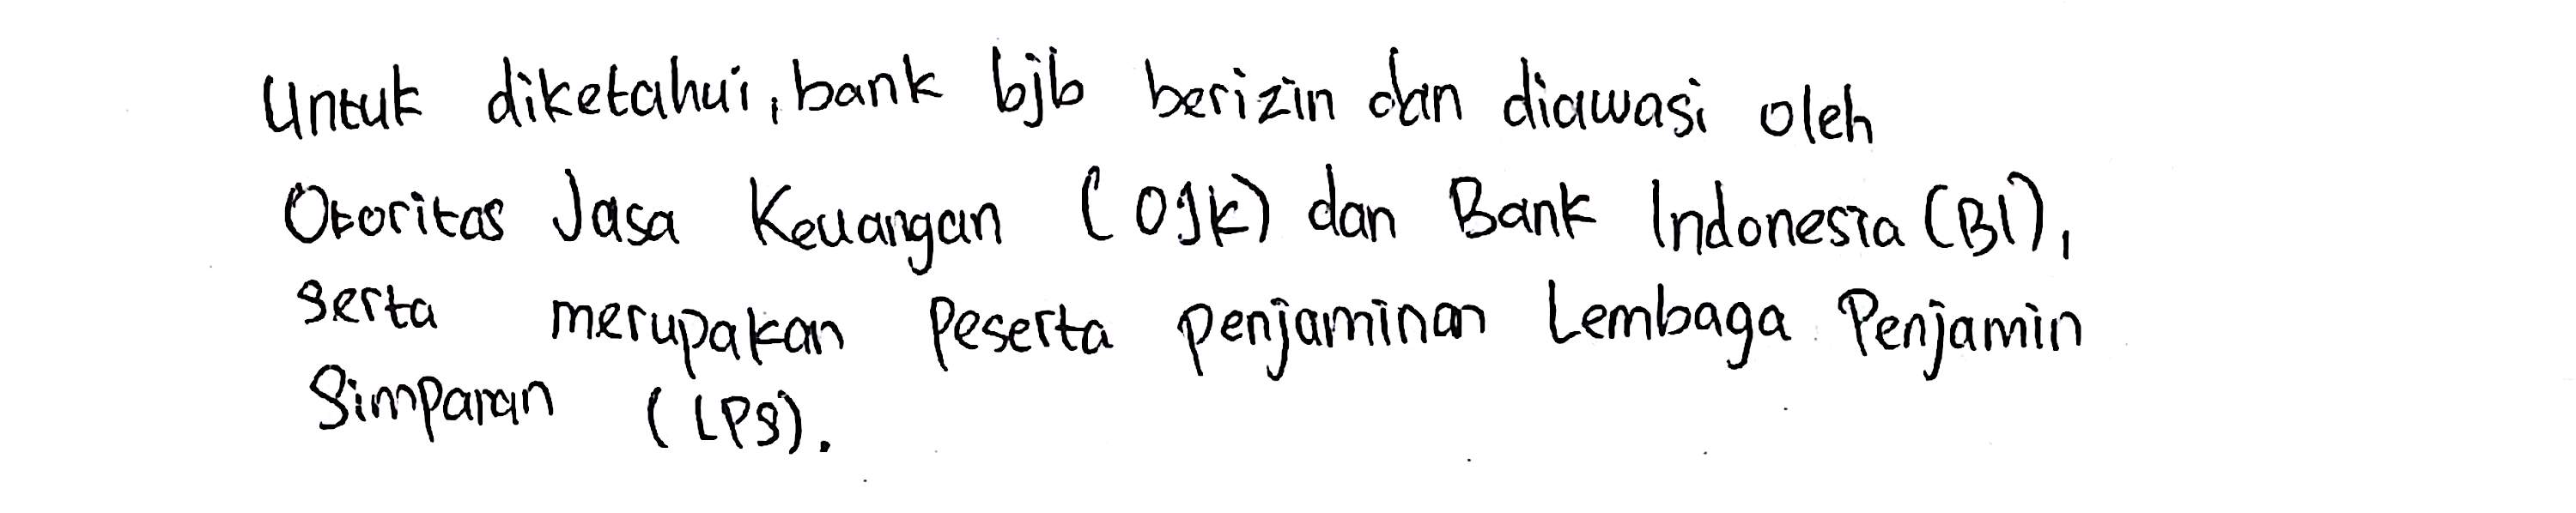 Untuk diketahui, bank bjb berizin dan diawasi oleh
Otoritas Jasa Keuangan (OJK) dan Bank Indonesia (BI),
serta merupakan Peserta penjaminan Lembaga Penjamin
Simpanan (LPS).